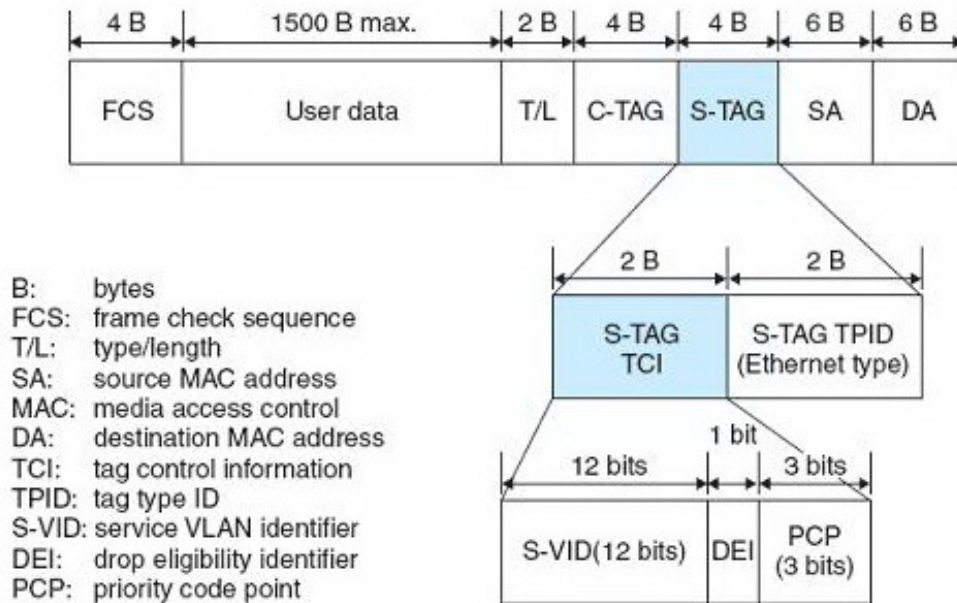 4 B 1500 B max. 2 B 4 B 4 B 6 B 6 B
FCS User data T/L C-TAG S-TAG SA DA
2 B 2 B
S-TAG TCI S-TAG TPID (Ethernet type)
1 bit
12 bits 3 bits
S-VID(12 bits) DEI PCP (3 bits)
B: bytes
FCS: frame check sequence
T/L: type/length
SA: source MAC address
MAC: media access control
DA: destination MAC address
TCI: tag control information
TPID: tag type ID
S-VID: service VLAN identifier
DEI: drop eligibility identifier
PCP: priority code point